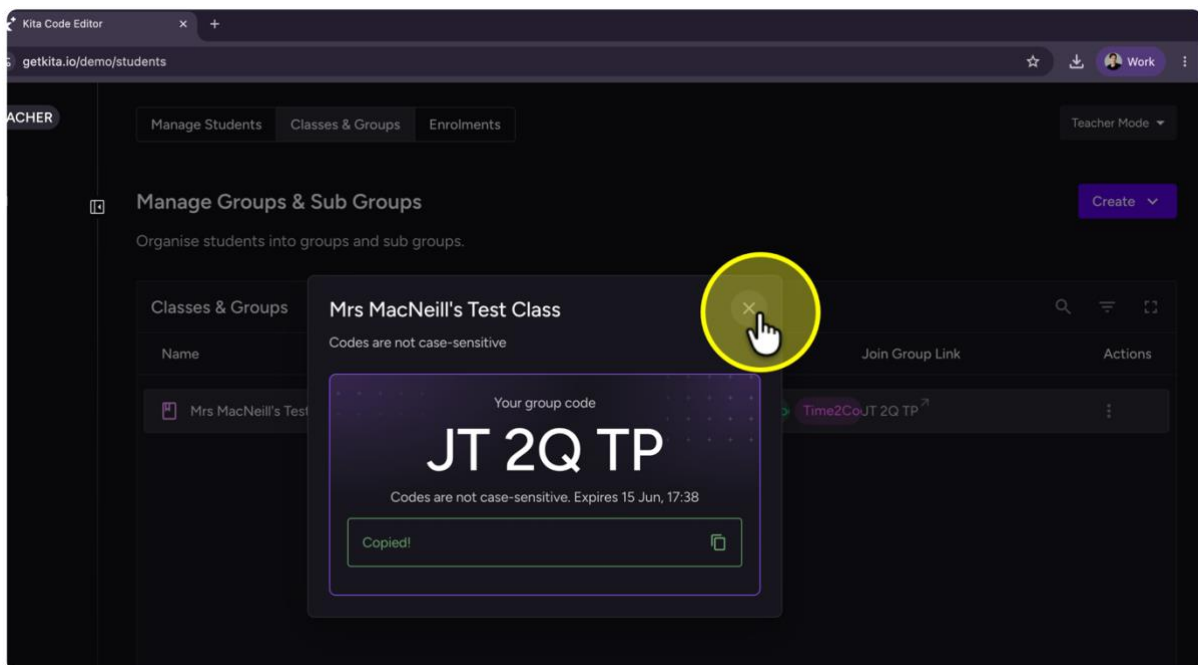 Kita Code Editor
getkita.io/demo/students
Work
ACHER
Manage Students
Classes & Groups
Enrolments
Teacher Mode
Manage Groups & Sub Groups
Create
Organise students into groups and sub groups.
Classes & Groups
Name
Join Group Link
Actions
Mrs MacNeill's Test
Time2Co
JT 2Q TP
Mrs MacNeill's Test Class
Codes are not case-sensitive
Your group code
JT 2Q TP
Codes are not case-sensitive. Expires 15 Jun, 17:38
Copied!